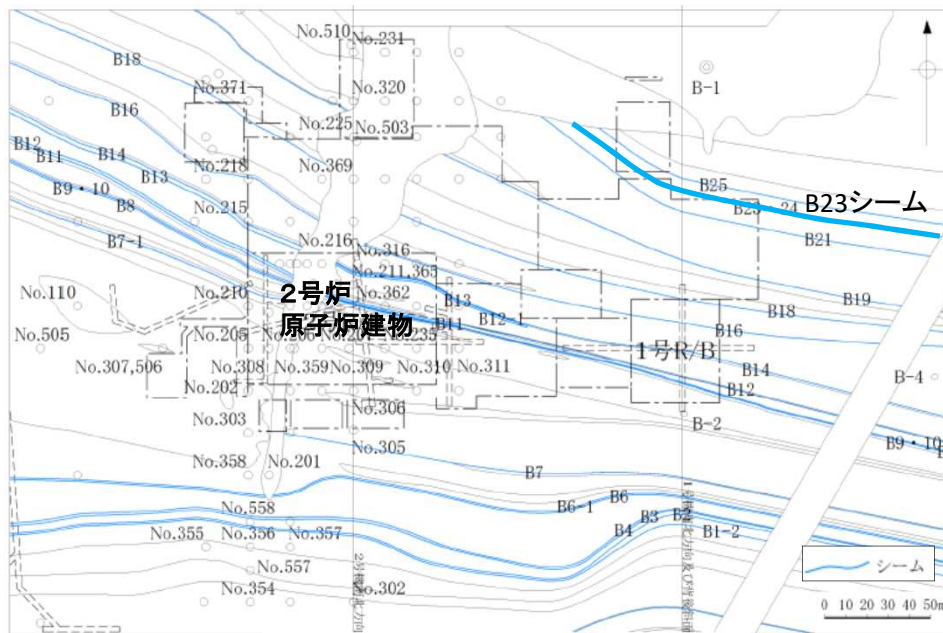 No.510
No.231
B18
No.371
No.320
B-1
B16
No.225
No.503
B12
B11
B14
B13
No.218
No.369
B9・10
B8
B25
B23
24
B23シーム
B7-1
No.215
No.216
No.316
B21
No.211,365
No.110
No.210
2号炉
No.362
B13
B19
原子炉建物
B11
B12-1
B18
B16
No.505
No.205
No.235
1号R/B
No.307,506
No.308
No.359
No.309
No.310
No.311
B14
B-4
No.202
B12
No.303
No.306
B-2
No.305
B9・10
No.358
No.201
B7
No.558
B6-1
B6
B3
B2
No.355
No.356
No.357
B4
B1-2
No.557
シーム
No.354
No.302
0 10 20 30 40 50m